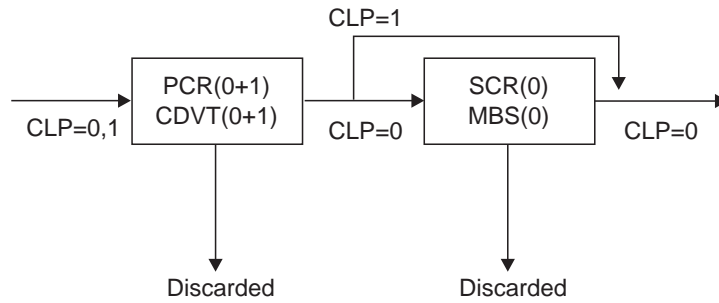 CLP=1
PCR(0+1)
CDVT(0+1)
SCR(0)
MBS(0)
CLP=0,1
CLP=0
CLP=0
Discarded
Discarded